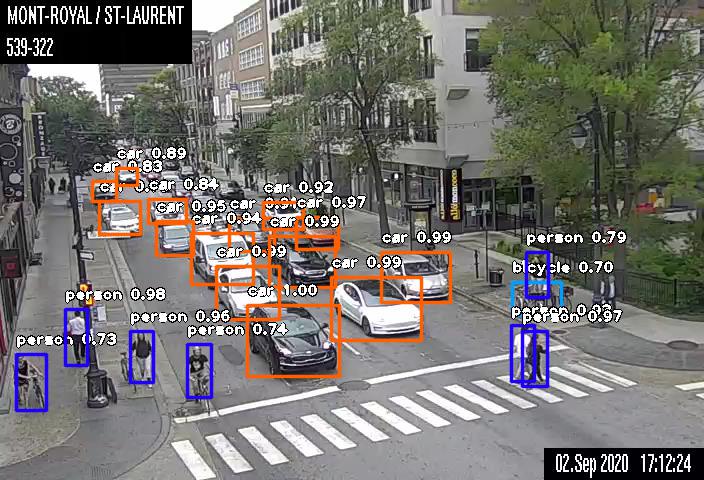 MONT-ROYAL / ST-LAURENT
539-322
car 0.89
car 0.83
car 0.84
car 0.92
car 0.97
car 0.95
car 0.94
car 0.99
car 0.99
car 0.99
car 0.99
car 1.00
person 0.79
bicycle 0.70
person 0.97
person 0.98
person 0.96
person 0.74
person 0.73
02.Sep 2020 17:12:24